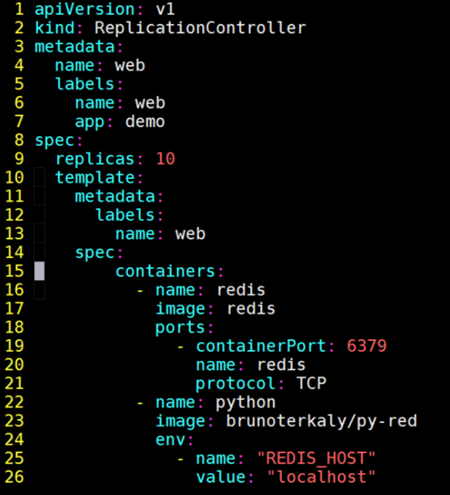 1 apiVersion: v1
2 kind: ReplicationController
3 metadata:
4   name: web
5   labels:
6     name: web
7     app: demo
8 spec:
9   replicas: 10
10   template:
11     metadata:
12       labels:
13         name: web
14     spec:
15         containers:
16           - name: redis
17             image: redis
18             ports:
19               - containerPort: 6379
20                 name: redis
21                 protocol: TCP
22           - name: python
23             image: brunoterkaly/py-red
24             env:
25               - name: "REDIS_HOST"
26                 value: "localhost"